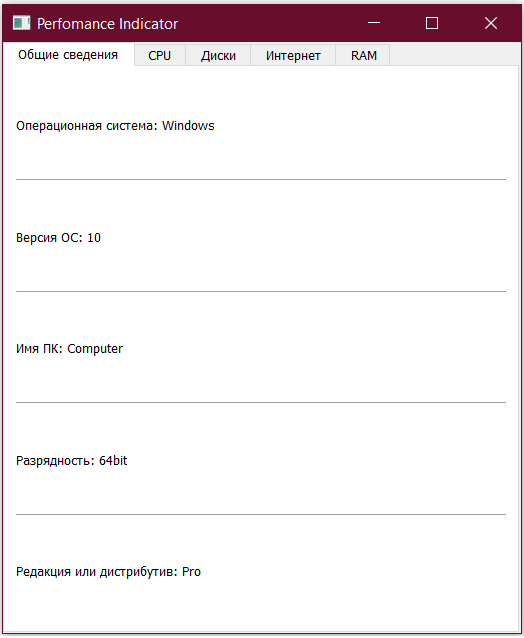 Perfomance Indicator
Общие сведения CPU Диски Интернет RAM
Операционная система: Windows
Версия ОС: 10
Имя ПК: Computer
Разрядность: 64bit
Редакция или дистрибутив: Pro